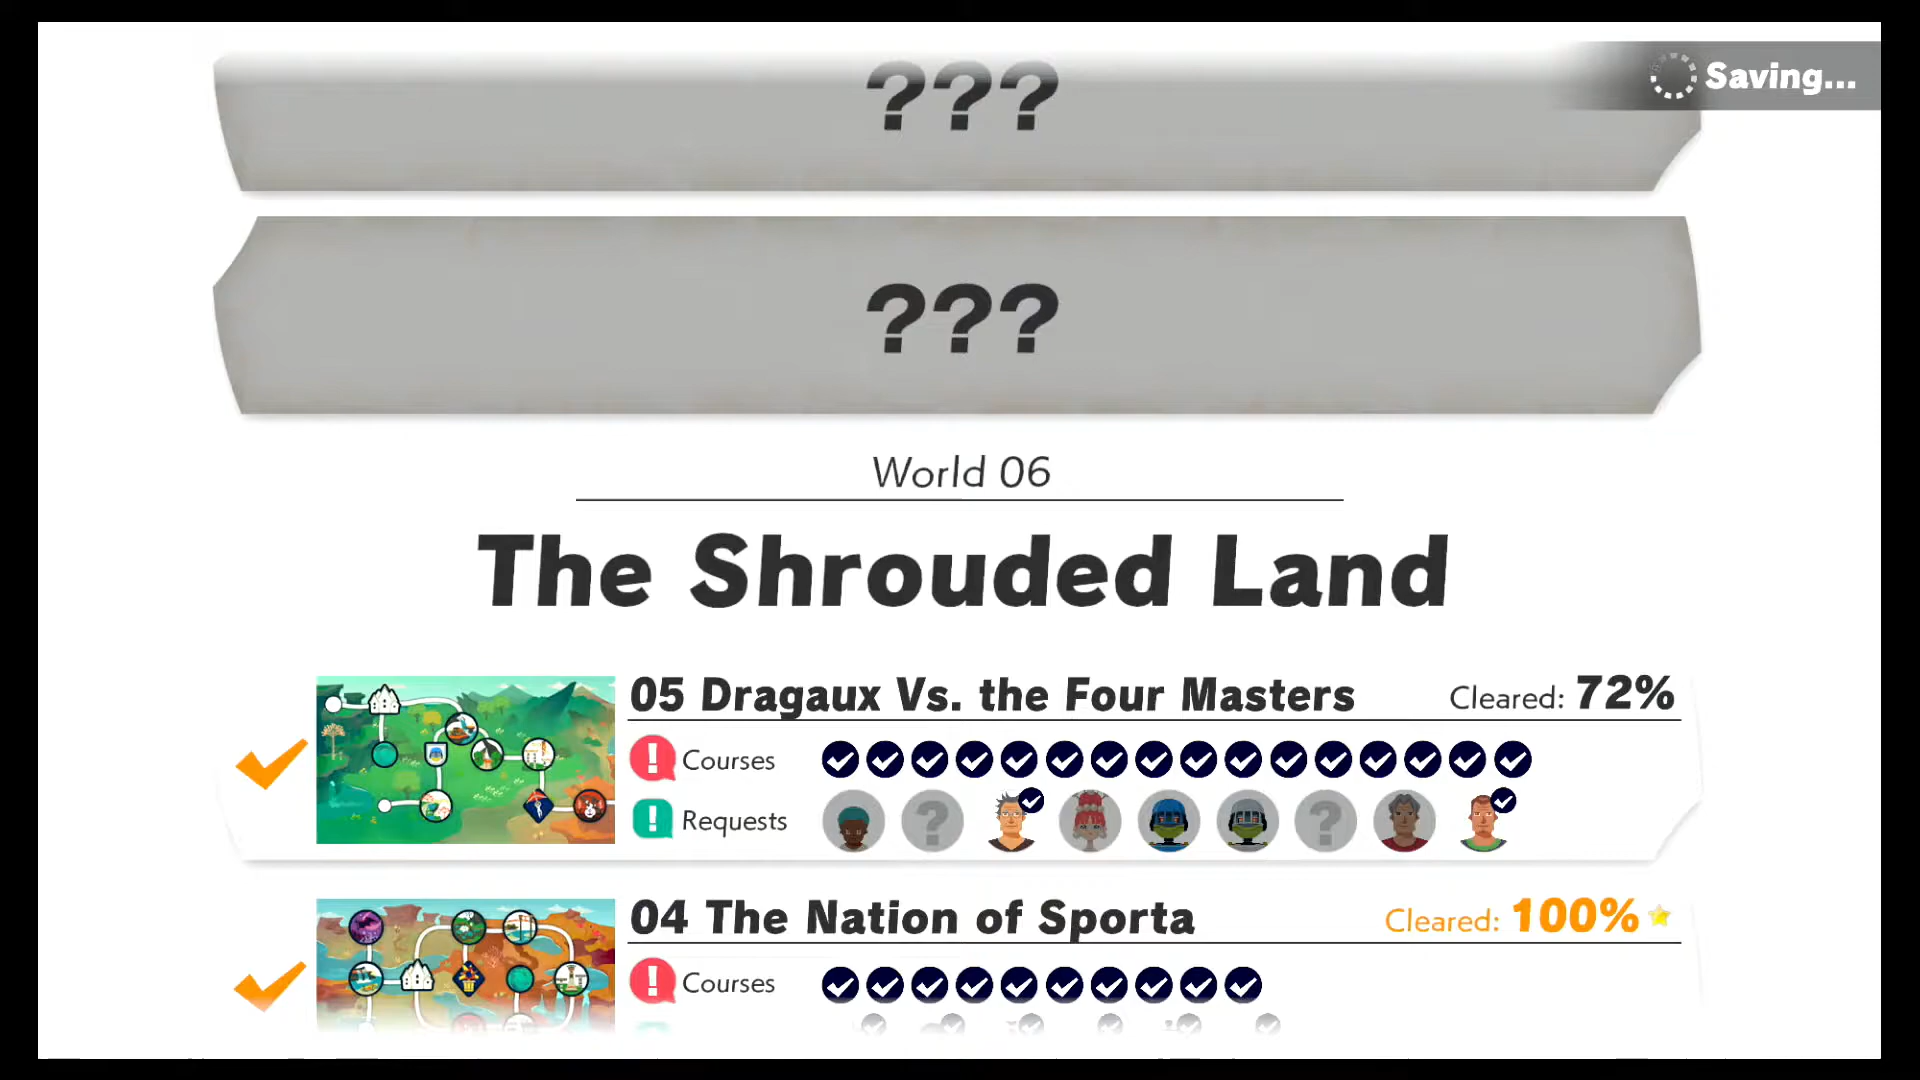 Saving...
???
???
World 06
The Shrouded Land
05 Dragaux Vs. the Four Masters
Cleared: 72%
! Courses
! Requests ? ?
04 The Nation of Sporta
Cleared: 100%
! Courses